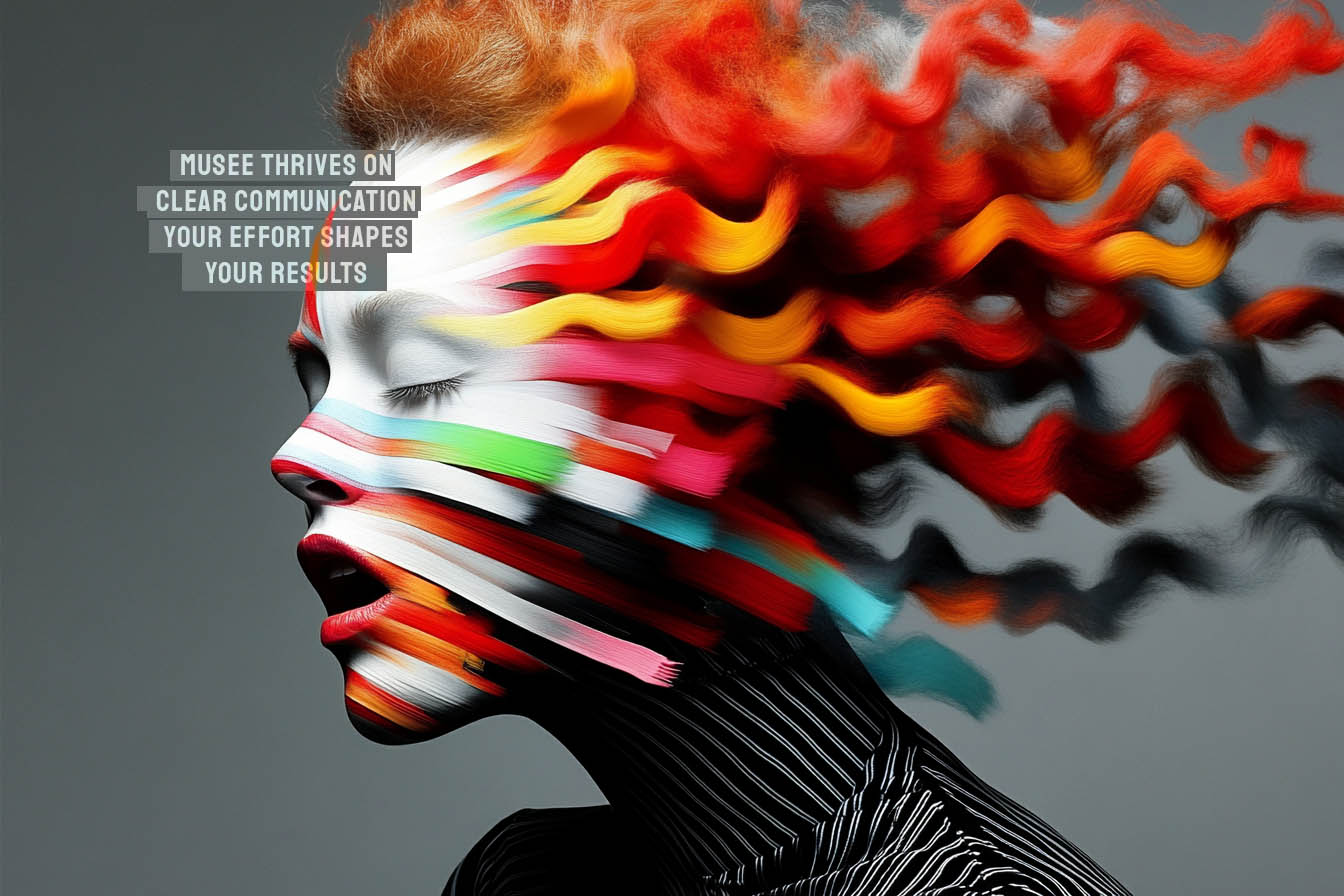 MUSEE THRIVES ON
CLEAR COMMUNICATION
YOUR EFFORT SHAPES
YOUR RESULTS